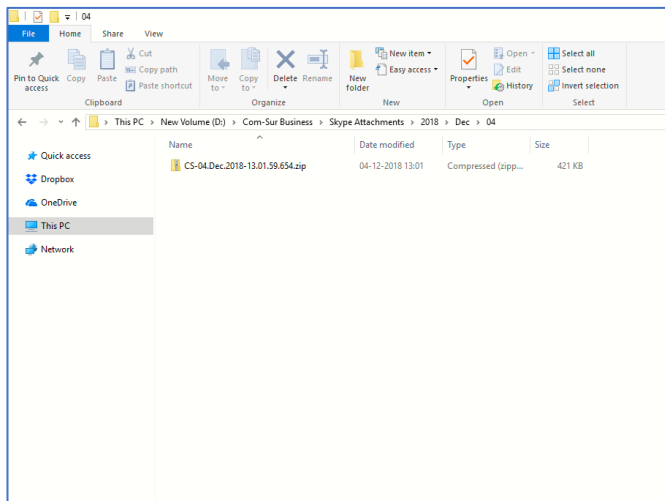 04
File Home Share View
Pin to Quick access
Copy
Paste
Cut
Copy path
Paste shortcut
Clipboard
Move to
Copy to
Delete
Rename
Organize
New folder
New item
Easy access
New
Properties
Open
Edit
History
Open
Select all
Select none
Invert selection
Select
This PC > New Volume (D:) > Com-Sur Business > Skype Attachments > 2018 > Dec > 04
Name Date modified Type Size
CS-04.Dec.2018-13.01.59.654.zip 04-12-2018 13:01 Compressed (zipp... 421 KB
Quick access
Dropbox
OneDrive
This PC
Network